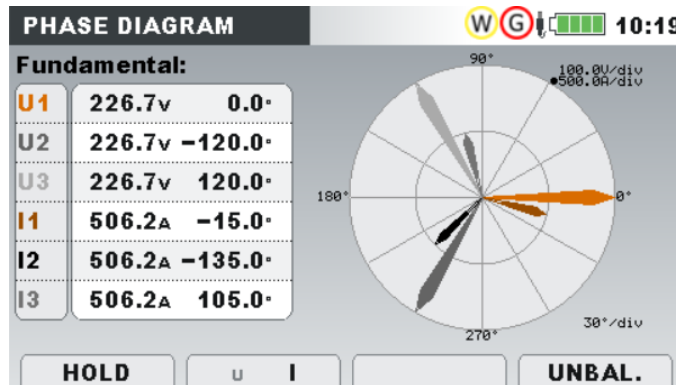 PHASE DIAGRAM W G 10:19
Fundamental:
U1 226.7v 0.0°
U2 226.7v -120.0°
U3 226.7v 120.0°
I1 506.2A -15.0°
I2 506.2A -135.0°
I3 506.2A 105.0°
90°
100.0V/div
500.0A/div
180°
0°
270°
30°/div
HOLD U I UNBAL.